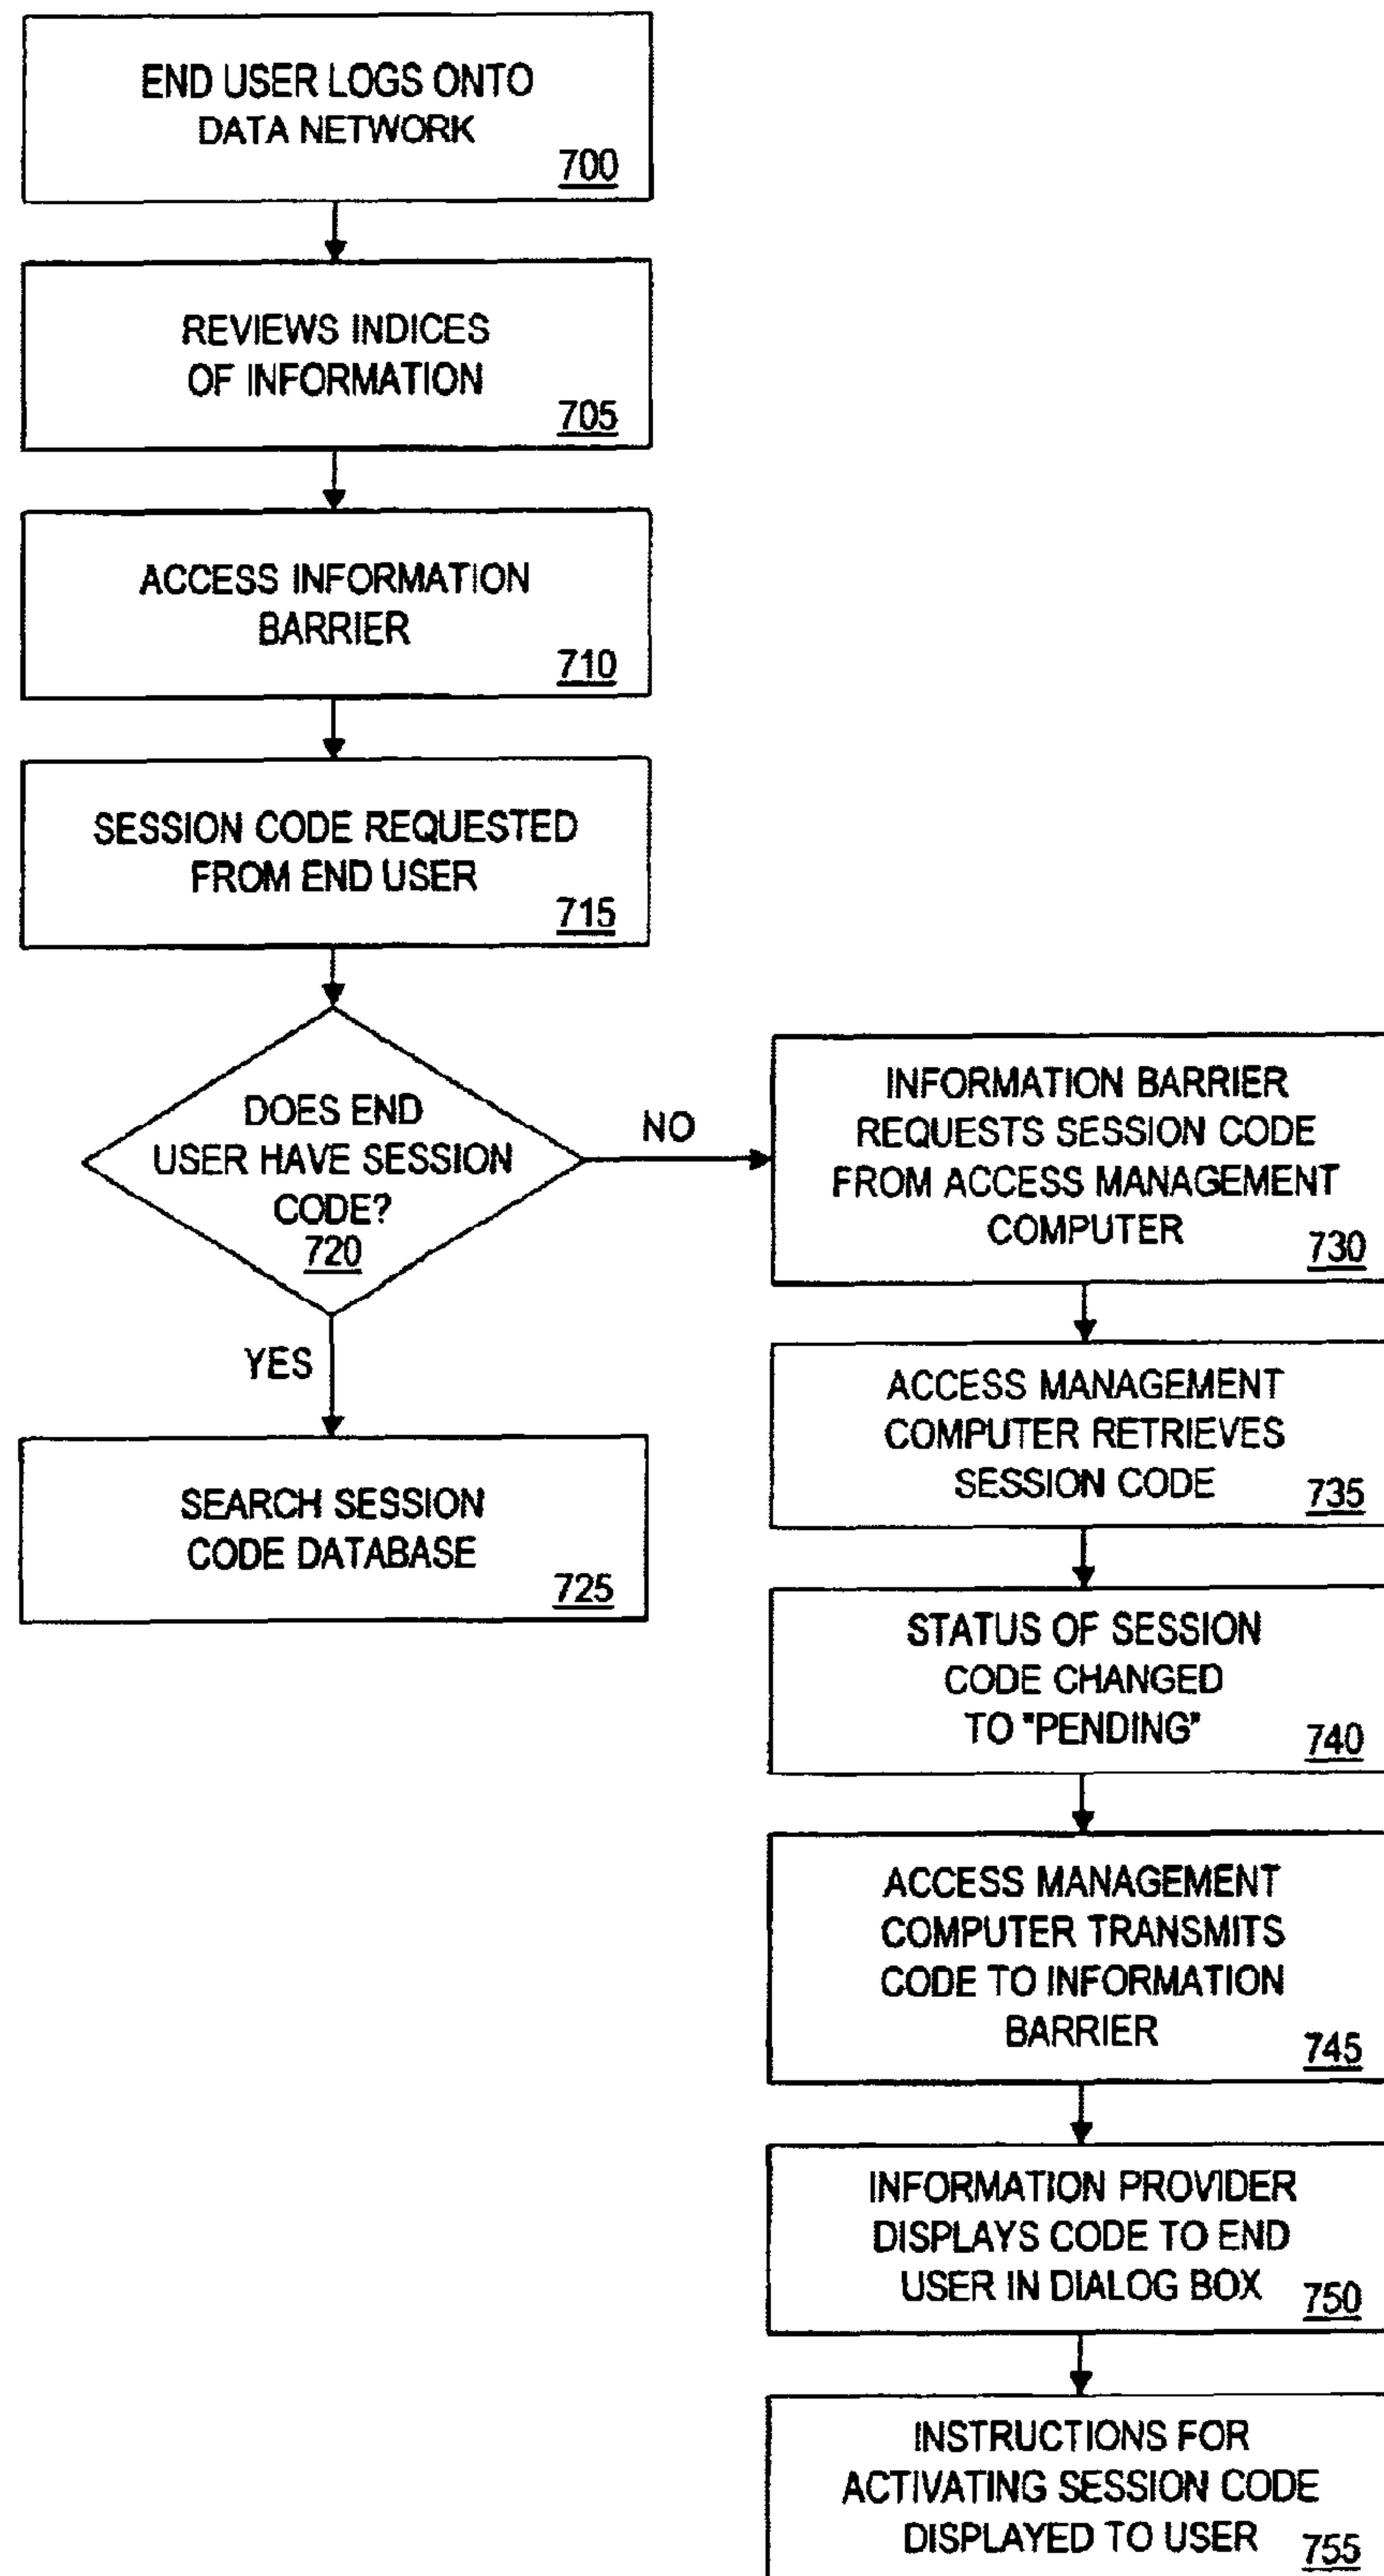 END USER LOGS ONTO
DATA NETWORK
700
REVIEWS INDICES
OF INFORMATION
705
ACCESS INFORMATION
BARRIER
710
SESSION CODE REQUESTED
FROM END USER
715
DOES END
USER HAVE SESSION
CODE?
720
NO
YES
SEARCH SESSION
CODE DATABASE
725
INFORMATION BARRIER
REQUESTS SESSION CODE
FROM ACCESS MANAGEMENT
COMPUTER
730
ACCESS MANAGEMENT
COMPUTER RETRIEVES
SESSION CODE
735
STATUS OF SESSION
CODE CHANGED
TO "PENDING"
740
ACCESS MANAGEMENT
COMPUTER TRANSMITS
CODE TO INFORMATION
BARRIER
745
INFORMATION PROVIDER
DISPLAYS CODE TO END
USER IN DIALOG BOX
750
INSTRUCTIONS FOR
ACTIVATING SESSION CODE
DISPLAYED TO USER
755